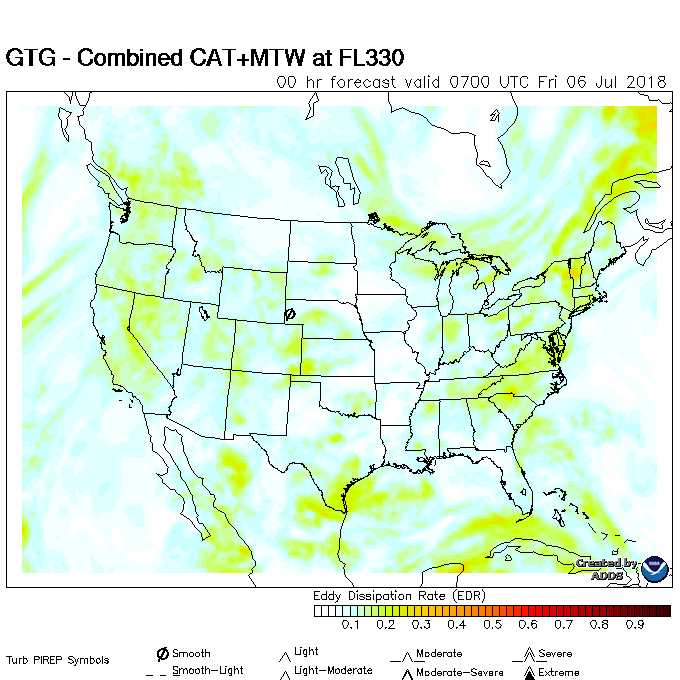 GTG - Combined CAT+MTW at FL330
00 hr forecast valid 0700 UTC Fri 06 Jul 2018
Created by
ADDS
Eddy Dissipation Rate (EDR)
0.1 0.2 0.3 0.4 0.5 0.6 0.7 0.8 0.9
Turb PIREP Symbols
Smooth Light Moderate Severe
Smooth-Light Light-Moderate Moderate-Severe Extreme